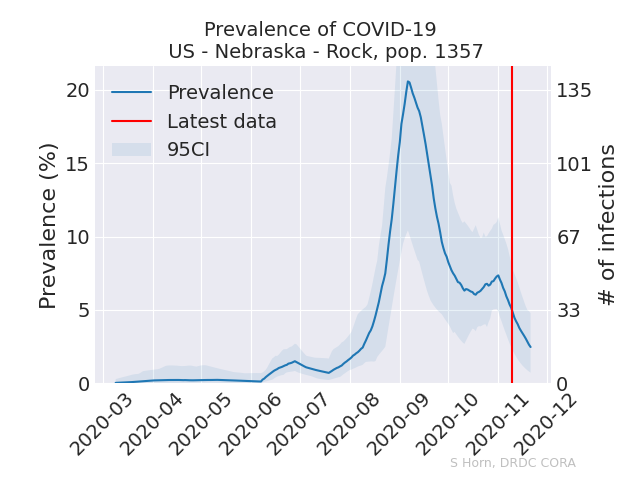 Prevalence of COVID-19
US - Nebraska - Rock, pop. 1357
Prevalence
Latest data
95CI
Prevalence (%)
20
15
10
5
0
135
101
67
33
0
# of infections
2020-03
2020-04
2020-05
2020-06
2020-07
2020-08
2020-09
2020-10
2020-11
2020-12
S Horn, DRDC CORA